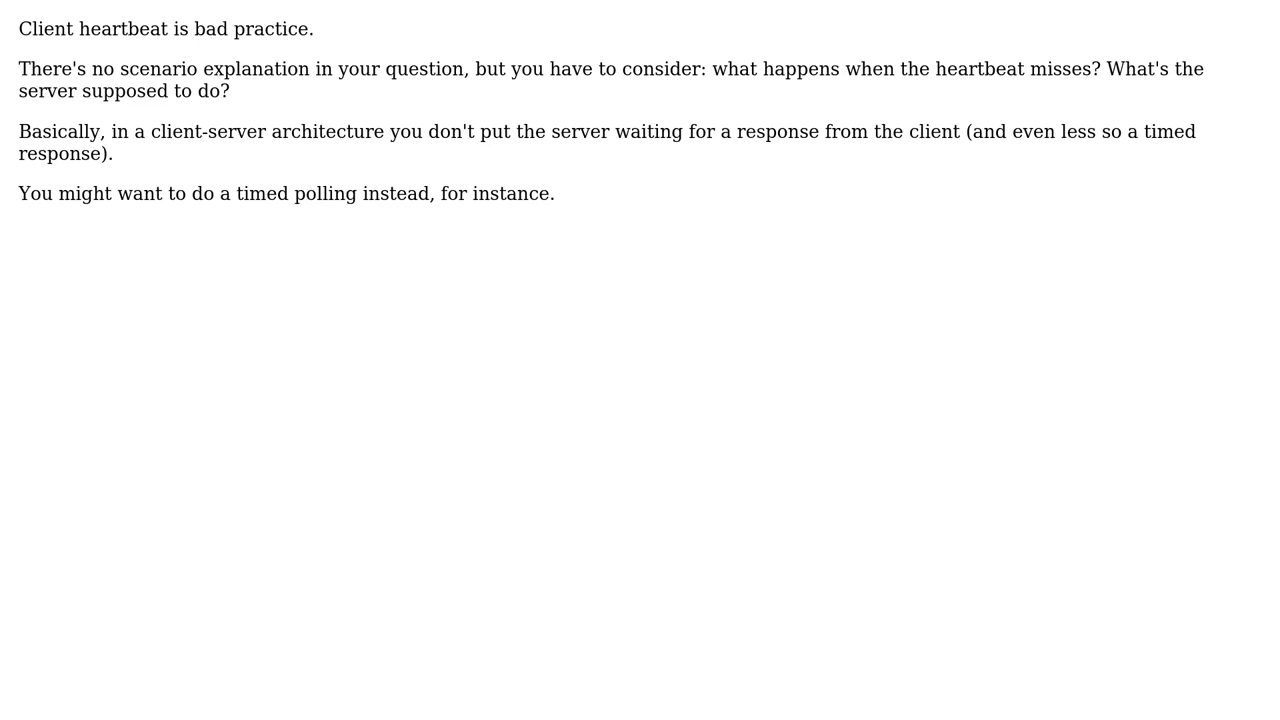 Client heartbeat is bad practice.
There's no scenario explanation in your question, but you have to consider: what happens when the heartbeat misses? What's the
server supposed to do?
Basically, in a client-server architecture you don't put the server waiting for a response from the client (and even less so a timed
response).
You might want to do a timed polling instead, for instance.